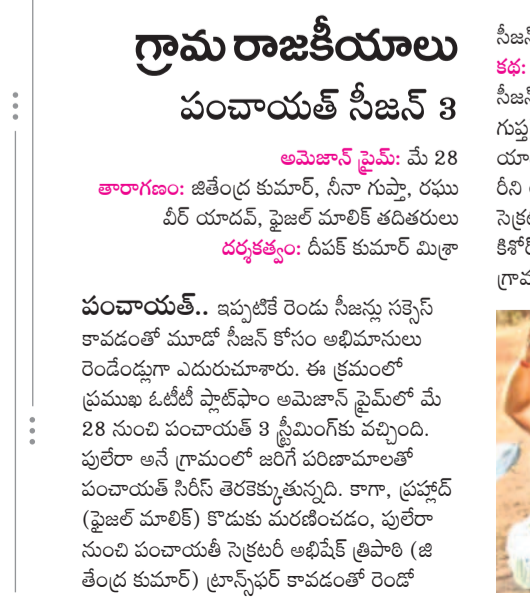 గ్రామ రాజకీయాలు
పంచాయత్ సీజన్ 3
అమెజాన్ ప్రైమ్: మే 28
తారాగణం: జితేంద్ర కుమార్, నీనా గుప్తా, రఘు
వీర్ యాదవ్, ఫైజల్ మాలిక్ తదితరులు
దర్శకత్వం: దీపక్ కుమార్ మిశ్రా
పంచాయత్.. ఇప్పటికే రెండు సీజన్లు సక్సెస్
కావడంతో మూడో సీజన్ కోసం అభిమానులు
రెండేండ్లుగా ఎదురుచూశారు. ఈ క్రమంలో
ప్రముఖ ఓటీటీ ప్లాట్‌ఫాం అమెజాన్ ప్రైమ్‌లో మే
28 నుంచి పంచాయత్ 3 స్ట్రీమింగ్‌కు వచ్చింది.
పులేరా అనే గ్రామంలో జరిగే పరిణామాలతో
పంచాయత్ సిరీస్ తెరకెక్కుతున్నది. కాగా, ప్రహ్లాద్
(ఫైజల్ మాలిక్) కొడుకు మరణించడం, పులేరా
నుంచి పంచాయతీ సెక్రటరీ అభిషేక్ త్రిపాఠి (జి
తేంద్ర కుమార్) ట్రాన్స్‌ఫర్ కావడంతో రెండో
కథ:
గుప్త
రీని